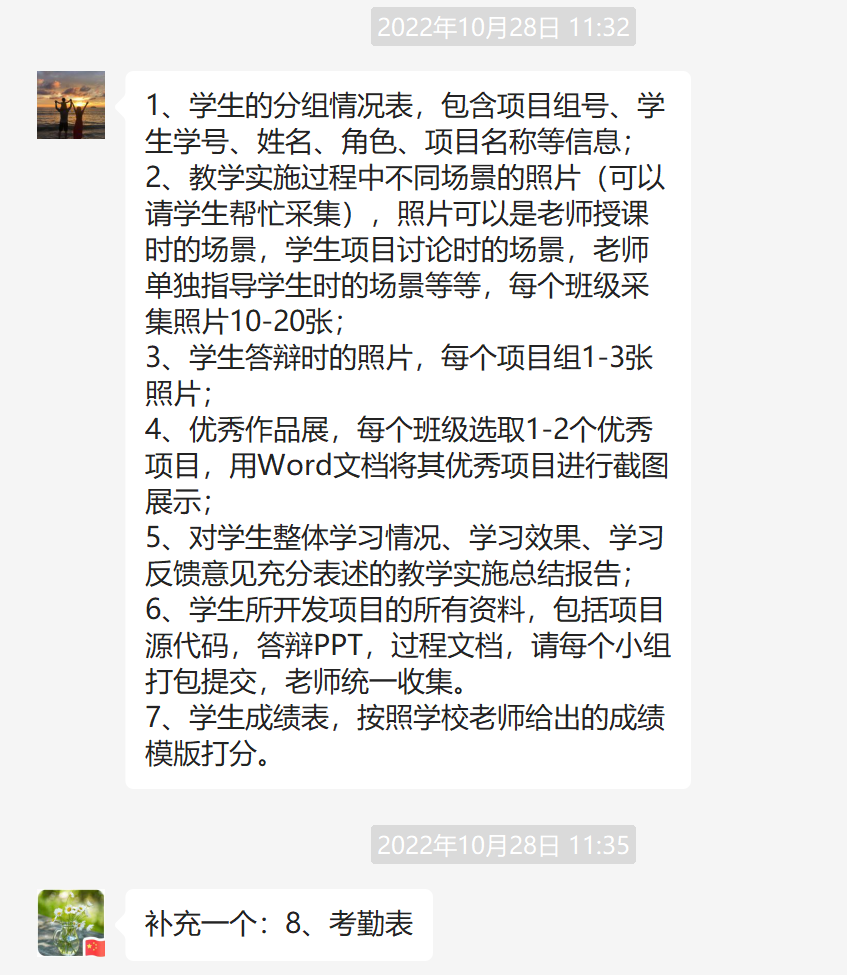 2022年10月28日 11:32
1、学生的分组情况表，包含项目组号、学
生学号、姓名、角色、项目名称等信息；
2、教学实施过程中不同场景的照片（可以
请学生帮忙采集），照片可以是老师授课
时的场景，学生项目讨论时的场景，老师
单独指导学生时的场景等等，每个班级采
集照片10-20张；
3、学生答辩时的照片，每个项目组1-3张
照片；
4、优秀作品展，每个班级选取1-2个优秀
项目，用Word文档将其优秀项目进行截图
展示；
5、对学生整体学习情况、学习效果、学习
反馈意见充分表述的教学实施总结报告；
6、学生所开发项目的所有资料，包括项目
源代码，答辩PPT，过程文档，请每个小组
打包提交，老师统一收集。
7、学生成绩表，按照学校老师给出的成绩
模版打分。
2022年10月28日 11:35
补充一个：8、考勤表